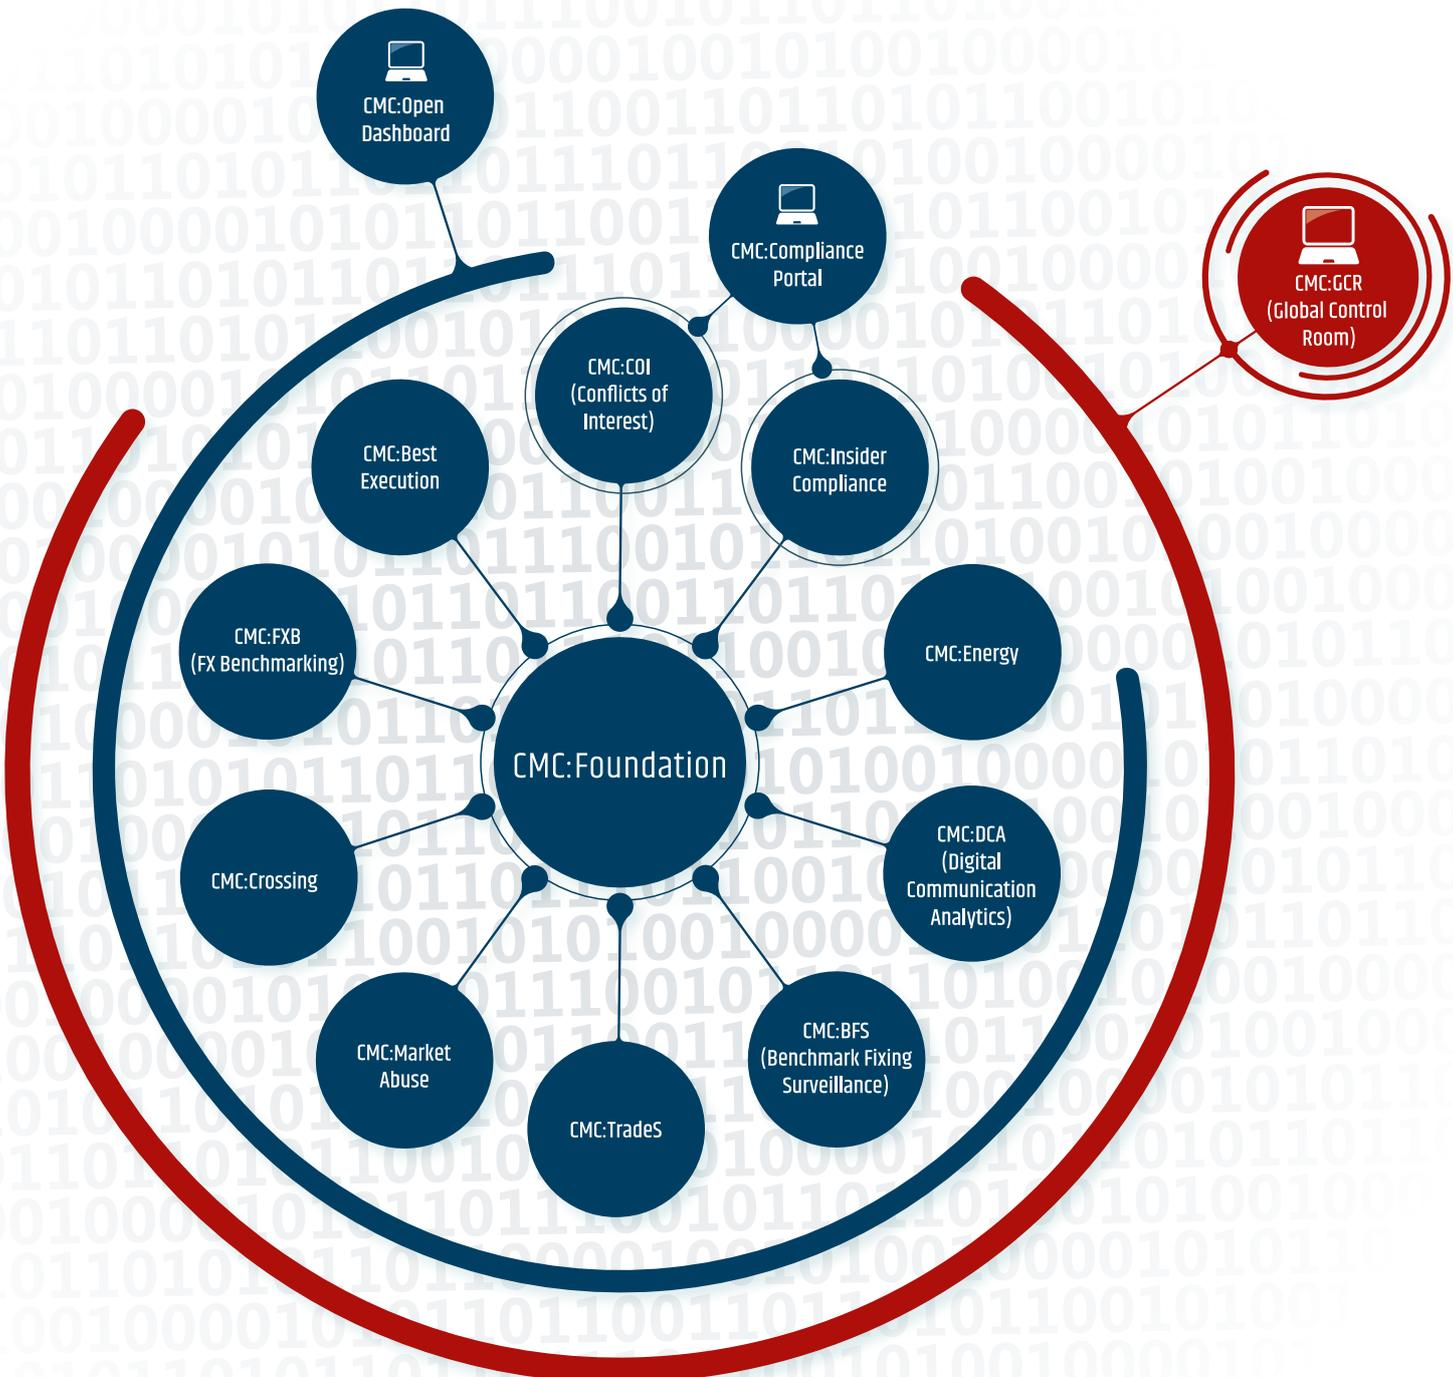 CMC:Open
Dashboard
CMC:Compliance
Portal
CMC:GCR
(Global Control
Room)
CMC:COI
(Conflicts of
Interest)
CMC:Best
Execution
CMC:Insider
Compliance
CMC:FXB
(FX Benchmarking)
CMC:Energy
CMC:Foundation
CMC:Crossing
CMC:DCA
(Digital
Communication
Analytics)
CMC:Market
Abuse
CMC:BFS
(Benchmark Fixing
Surveillance)
CMC:TradeS